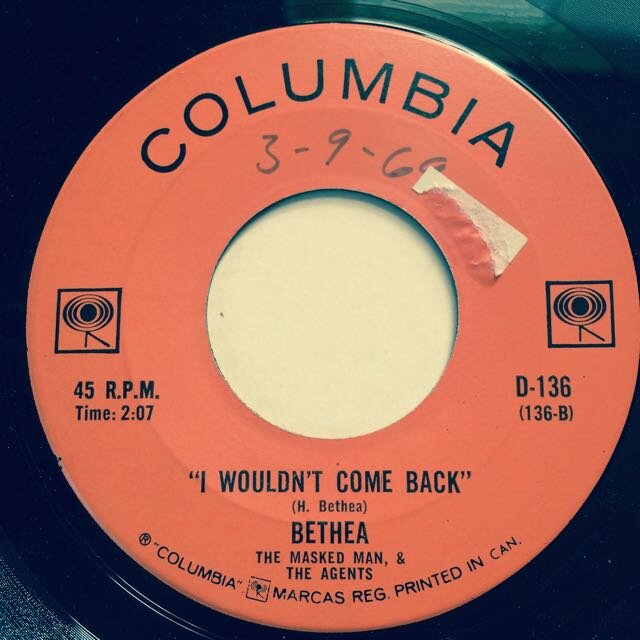 COLUMBIA
3-9-6
45 R.P.M.
Time: 2:07
D-136
(136-B)
"I WOULDN'T COME BACK"
(H. Bethea)
BETHEA
THE MASKED MAN, &
THE AGENTS
® "COLUMBIA" MARCAS REG. PRINTED IN CAN.